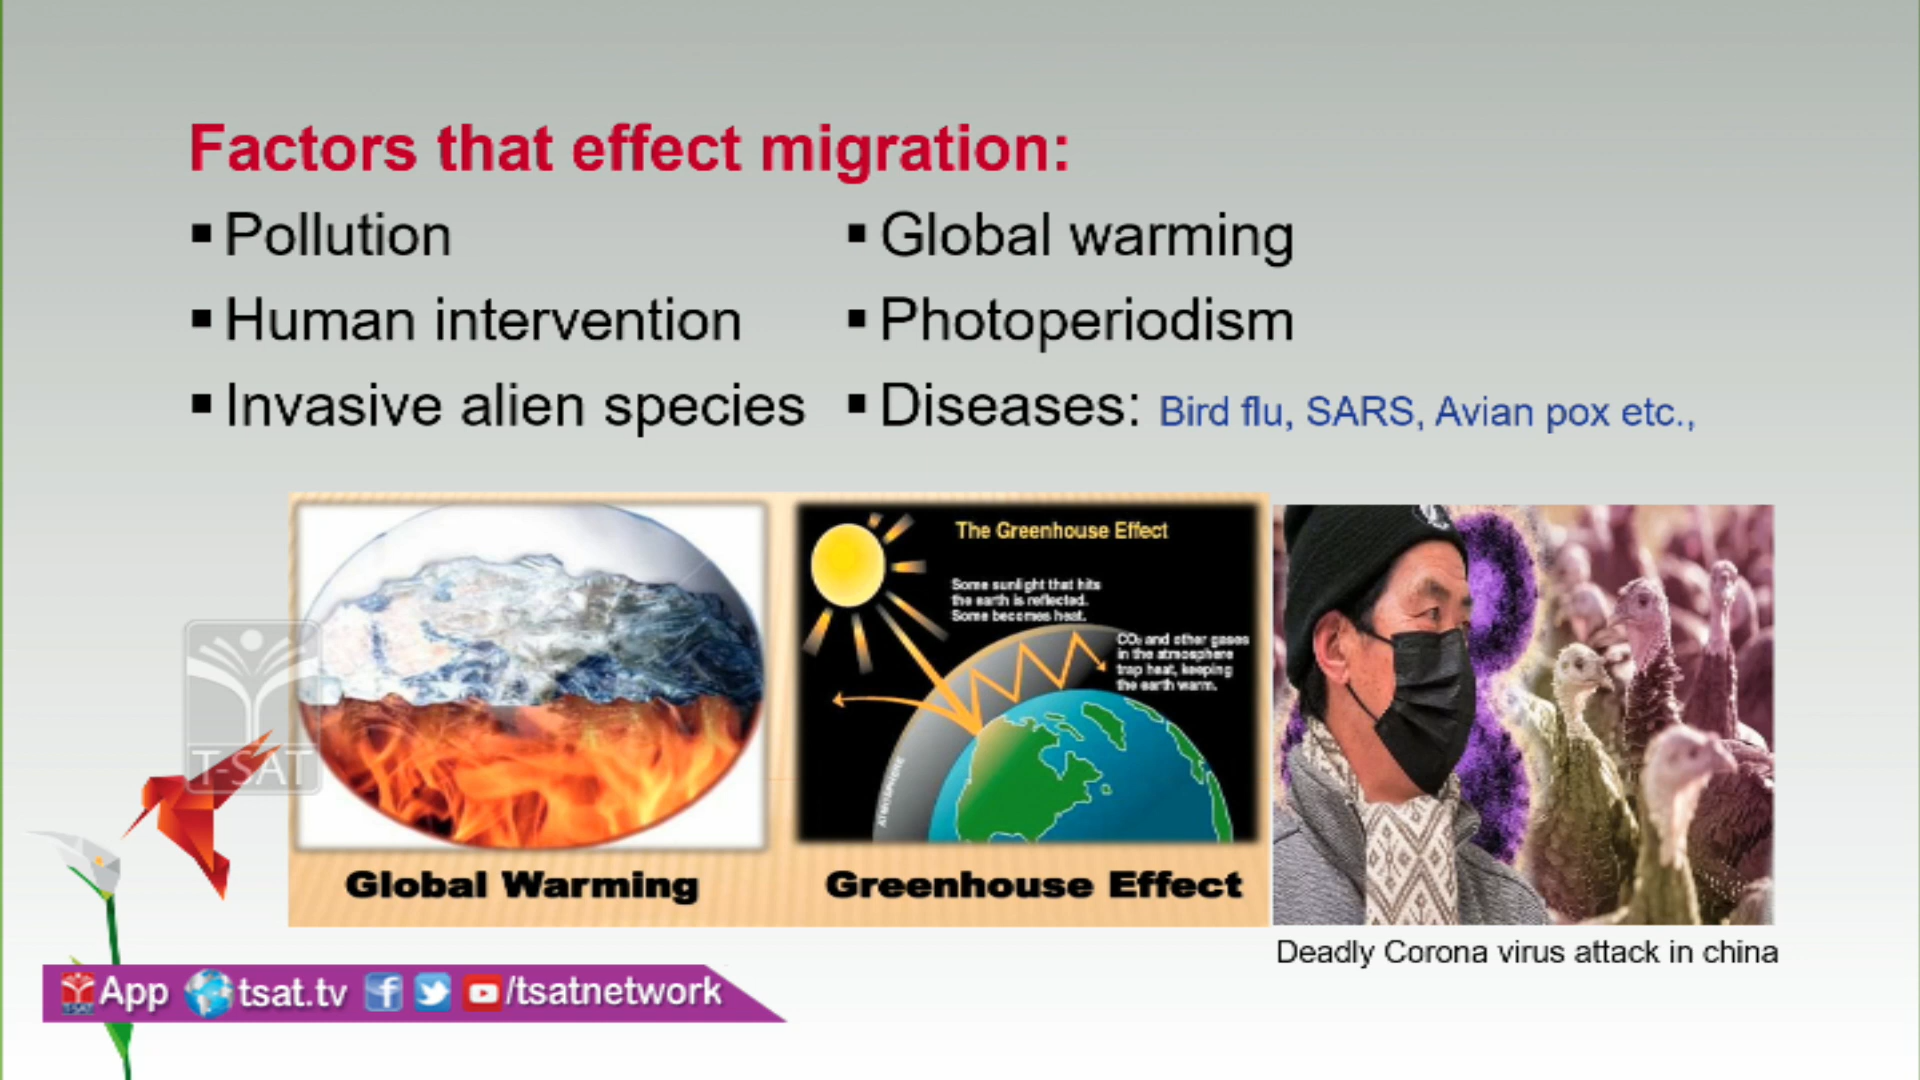 Factors that effect migration:
▪ Pollution
▪ Human intervention
▪ Invasive alien species
▪ Global warming
▪ Photoperiodism
▪ Diseases: Bird flu, SARS, Avian pox etc.,
The Greenhouse Effect
Some sunlight that hits
the earth is reflected.
Some becomes heat.
CO₂ and other gases
in the atmosphere
trap heat, keeping
the earth warm.
ATMOSPHERE
Global Warming
Greenhouse Effect
Deadly Corona virus attack in china
T-SAT
T-SAT App tsat.tv /tsatnetwork